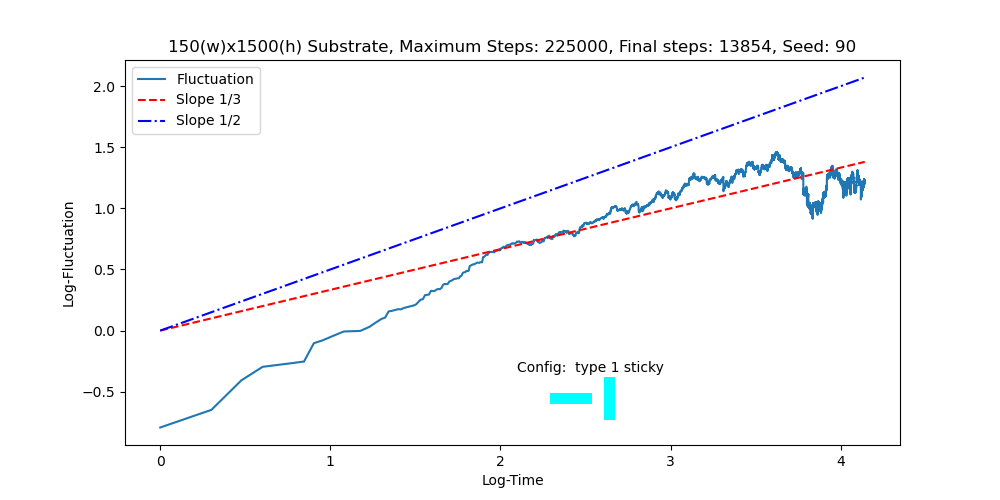 150(w)x1500(h) Substrate, Maximum Steps: 225000, Final steps: 13854, Seed: 90
Fluctuation
Slope 1/3
Slope 1/2
2.0
1.5
1.0
0.5
0.0
−0.5
Log-Fluctuation
Config:  type 1 sticky
0
1
2
3
4
Log-Time